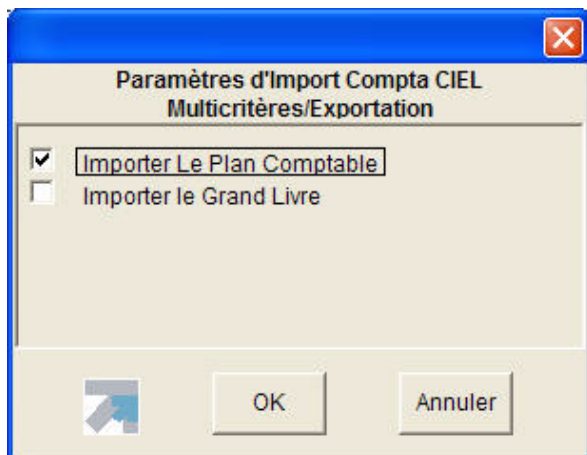 Paramètres d'Import Compta CIEL
Multicritères/Exportation
Importer Le Plan Comptable
Importer le Grand Livre
OK
Annuler